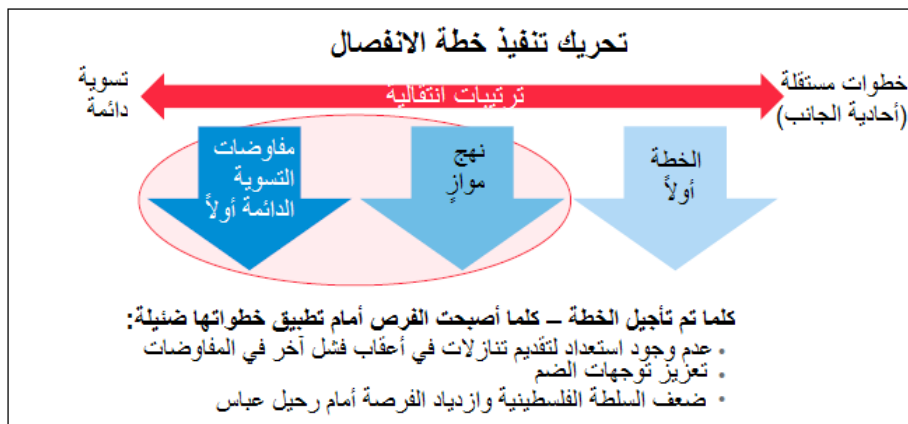 تحريك تنفيذ خطة الانفصال
خطوات مستقلة
(أحادية الجانب)
ترتيبات انتقالية
تسوية
دائمة
الخطة
أولاً
نهج
موازٍ
مفاوضات
التسوية
الدائمة أولاً
كلما تم تأجيل الخطة – كلما أصبحت الفرص أمام تطبيق خطواتها ضئيلة:
• عدم وجود استعداد لتقديم تنازلات في أعقاب فشل آخر في المفاوضات
• تعزيز توجهات الضم
• ضعف السلطة الفلسطينية وازدياد الفرصة أمام رحيل عباس